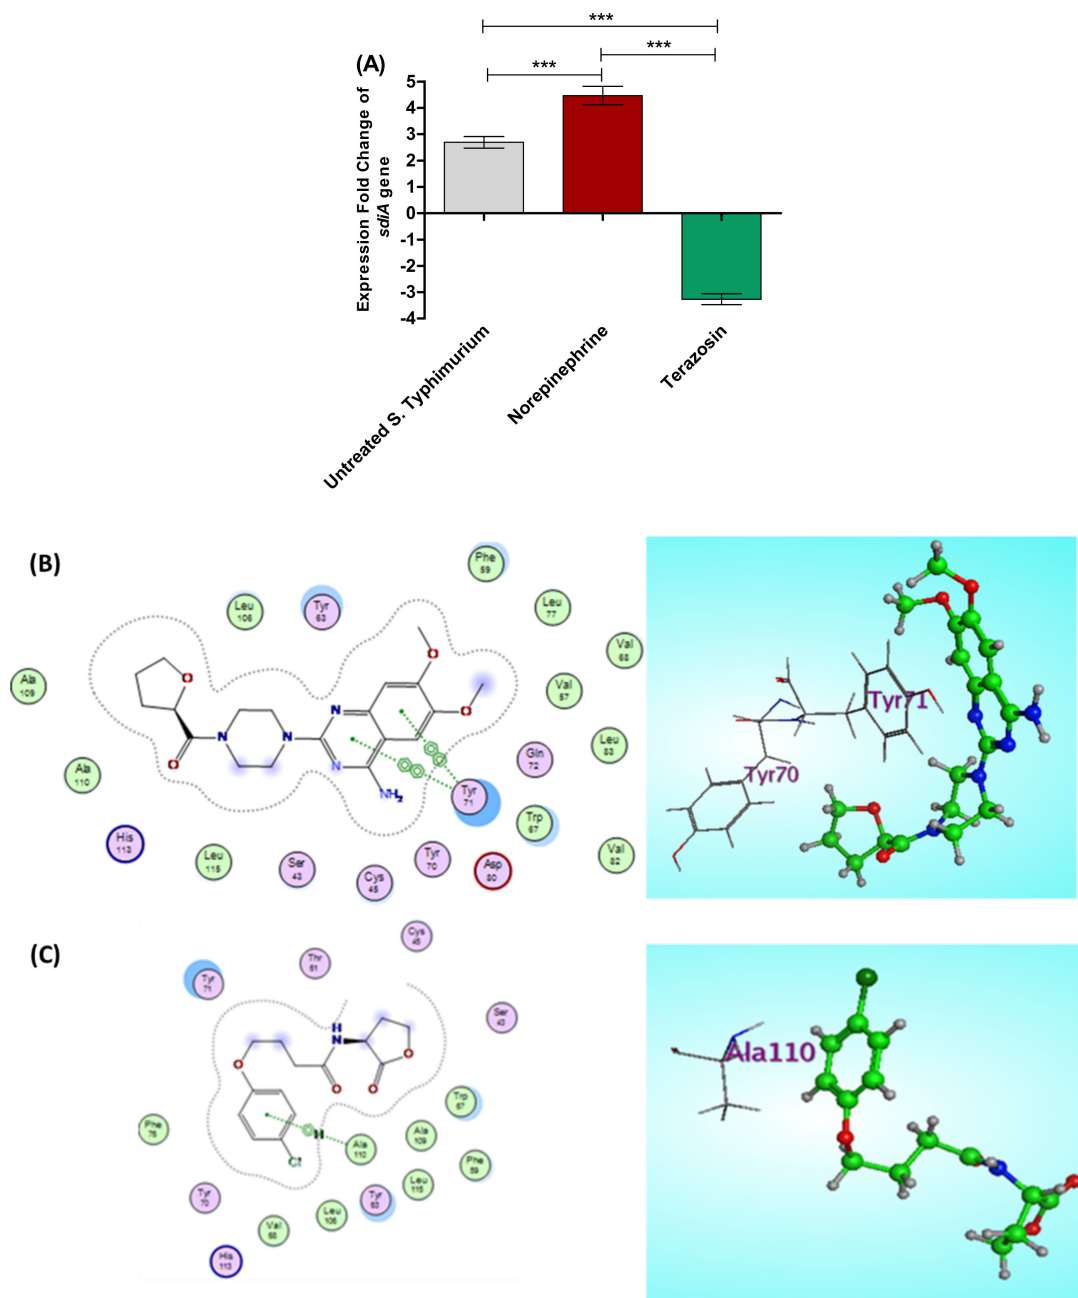 ***
***
***
(A)
Expression Fold Change of
sdiA gene
5
4
3
2
1
0
-1
-2
-3
-4
Untreated S. Typhimurium
Norepinephrine
Terazosin
(B)
Phe
59
Leu
106
Tyr
63
Leu
77
Val
68
Ala
109
Val
57
Leu
83
Gln
72
Ala
110
Tyr
71
Trp
67
His
113
Leu
115
Ser
43
Cys
45
Tyr
70
Asp
80
Val
82
O
O
O
O
N
N
N
N
NH2
Tyr71
Tyr70
(C)
Cys
45
Thr
61
Tyr
71
Ser
43
H
N
O
O
O
O
Cl
H
Trp
67
Phe
76
Ala
109
Ala
110
Phe
59
Leu
115
Tyr
63
Tyr
70
Leu
106
Val
68
His
113
Ala110